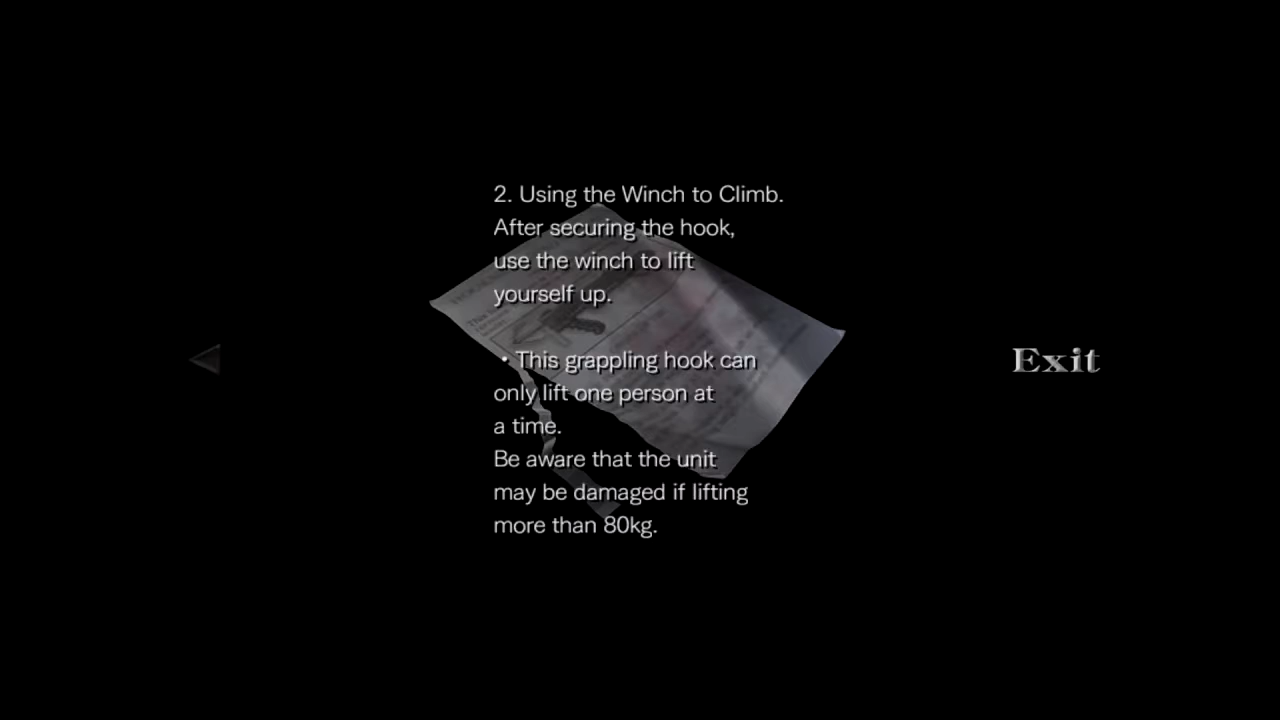 2. Using the Winch to Climb.
After securing the hook,
use the winch to lift
yourself up.
・This grappling hook can
only lift one person at
a time.
Be aware that the unit
may be damaged if lifting
more than 80kg.
Exit